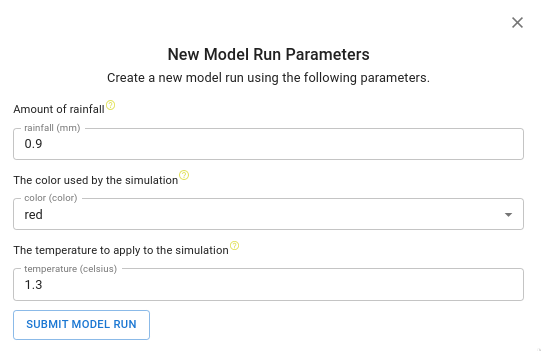 New Model Run Parameters
Create a new model run using the following parameters.
Amount of rainfall
rainfall (mm)
0.9
The color used by the simulation
color (color)
red
The temperature to apply to the simulation
temperature (celsius)
1.3
SUBMIT MODEL RUN